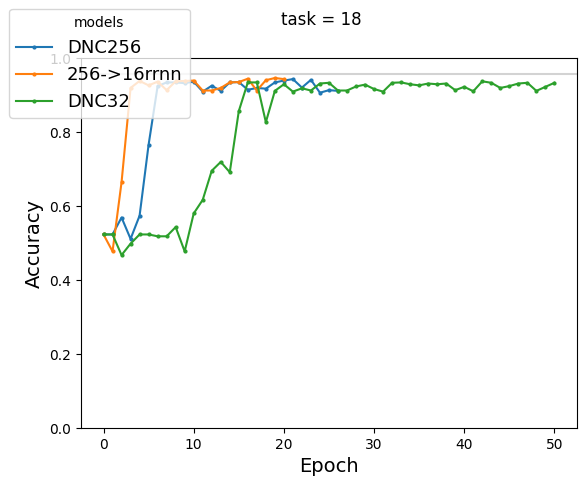 task = 18
models
DNC256
256->16rrnn
DNC32
1.0
0.8
0.6
0.4
0.2
0.0
Accuracy
0 10 20 30 40 50
Epoch